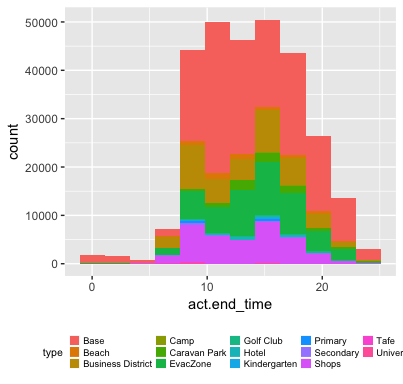 50000
40000
30000
20000
10000
0
count
0 10 20
act.end_time
type
Base Camp Golf Club Primary Tafe
Beach Caravan Park Hotel Secondary Univer
Business District EvacZone Kindergarten Shops